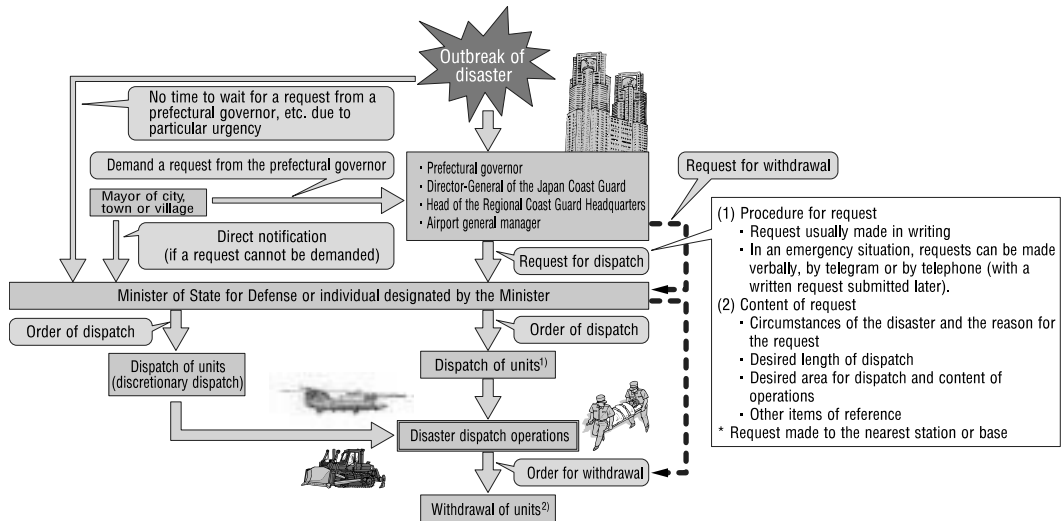 Outbreak of
disaster
No time to wait for a request from a
prefectural governor, etc. due to
particular urgency
Demand a request from the prefectural governor
Mayor of city,
town or village
· Prefectural governor
· Director-General of the Japan Coast Guard
· Head of the Regional Coast Guard Headquarters
· Airport general manager
Request for withdrawal
Direct notification
(if a request cannot be demanded)
Request for dispatch
(1) Procedure for request
· Request usually made in writing
· In an emergency situation, requests can be made
verbally, by telegram or by telephone (with a
written request submitted later).
(2) Content of request
· Circumstances of the disaster and the reason for
the request
· Desired length of dispatch
· Desired area for dispatch and content of
operations
· Other items of reference
* Request made to the nearest station or base
Minister of State for Defense or individual designated by the Minister
Order of dispatch
Order of dispatch
Dispatch of units
(discretionary dispatch)
Dispatch of units1)
Disaster dispatch operations
Order for withdrawal
Withdrawal of units2)